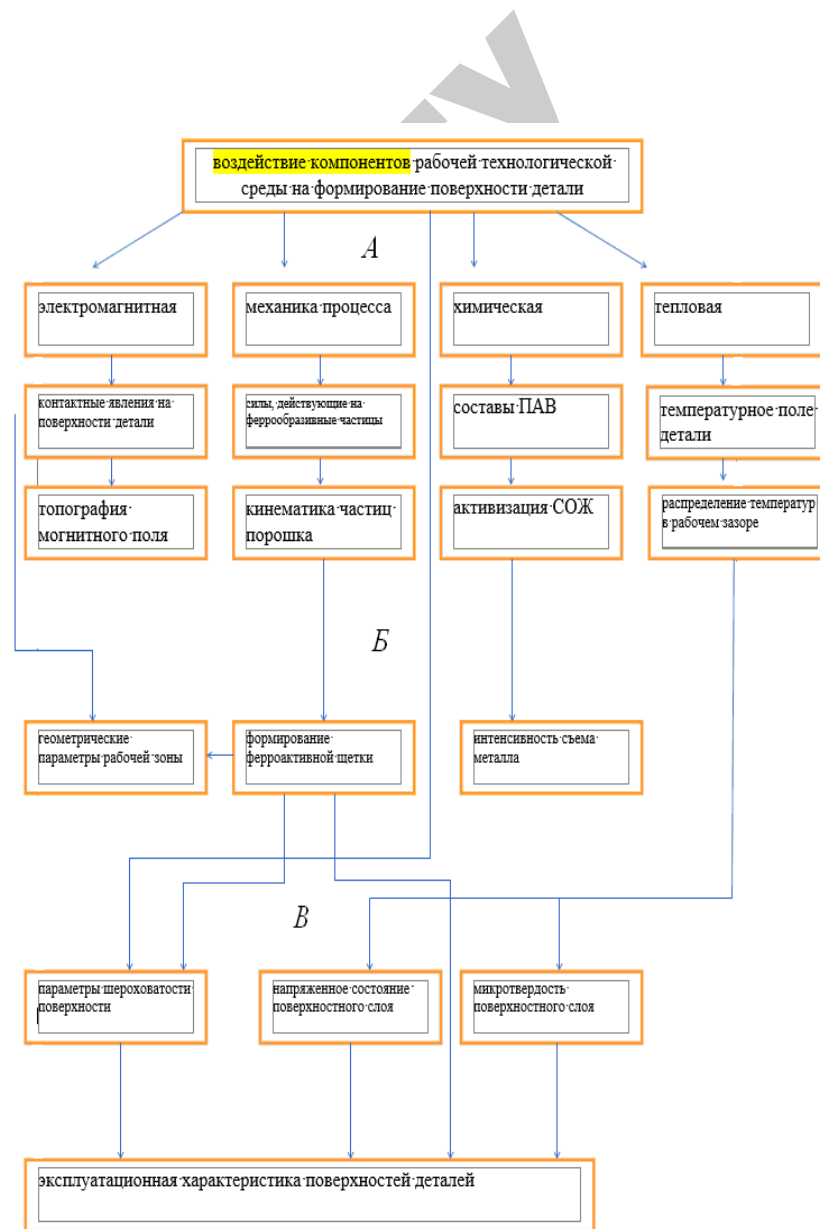 воздействие компонентов рабочей технологической
среды на формирование поверхности детали
А
электромагнитная
механика процесса
химическая
тепловая
контактные явления на
поверхности детали
силы, действующие на
феррообразивные частицы
составы ПАВ
температурное поле
детали
топография
могнитного поля
кинематика частиц
порошка
активизация СОЖ
распределение температур
в рабочем зазоре
Б
геометрические
параметры рабочей зоны
формирование
ферроактивной щетки
интенсивность съема
металла
В
параметры шероховатости
поверхности
напряженное состояние
поверхностного слоя
микротвердость
поверхностного слоя
эксплуатационная характеристика поверхностей деталей